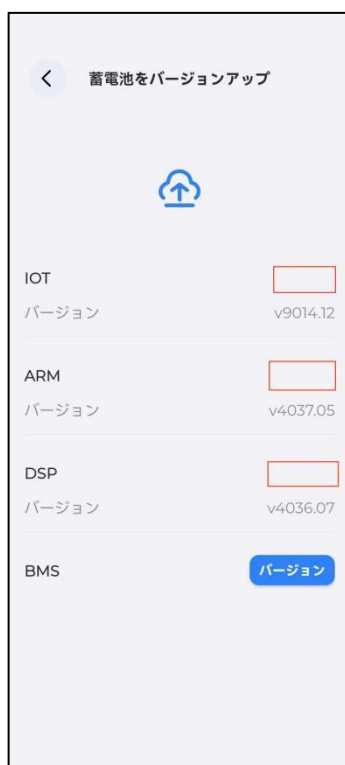 蓄電池をバージョンアップ
IOT
バージョン v9014.12
ARM
バージョン v4037.05
DSP
バージョン v4036.07
BMS バージョン